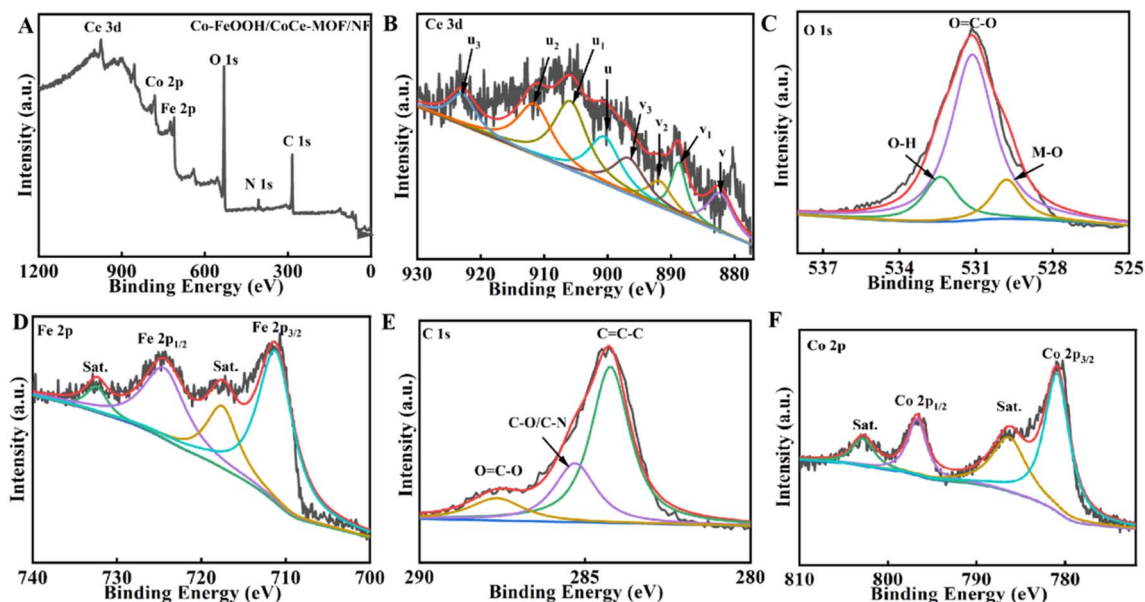 A
Co-FeOOH/CoCe-MOF/NF
Ce 3d
O 1s
Co 2p
Fe 2p
C 1s
N 1s
Intensity (a.u.)
1200 900 600 300 0
Binding Energy (eV)
B
Ce 3d
u3 u2 u1 u v3 v2 v1 v
Intensity (a.u.)
930 920 910 900 890 880
Binding Energy (eV)
C
O 1s
O=C-O
O-H
M-O
Intensity (a.u.)
537 534 531 528 525
Binding Energy (eV)
D
Fe 2p
Sat.
Fe 2p1/2
Sat.
Fe 2p3/2
Intensity (a.u.)
740 730 720 710 700
Binding Energy (eV)
E
C 1s
C=C-C
C-O/C-N
O=C-O
Intensity (a.u.)
290 285 280
Binding Energy (eV)
F
Co 2p
Sat.
Co 2p1/2
Sat.
Co 2p3/2
Intensity (a.u.)
810 800 790 780
Binding Energy (eV)